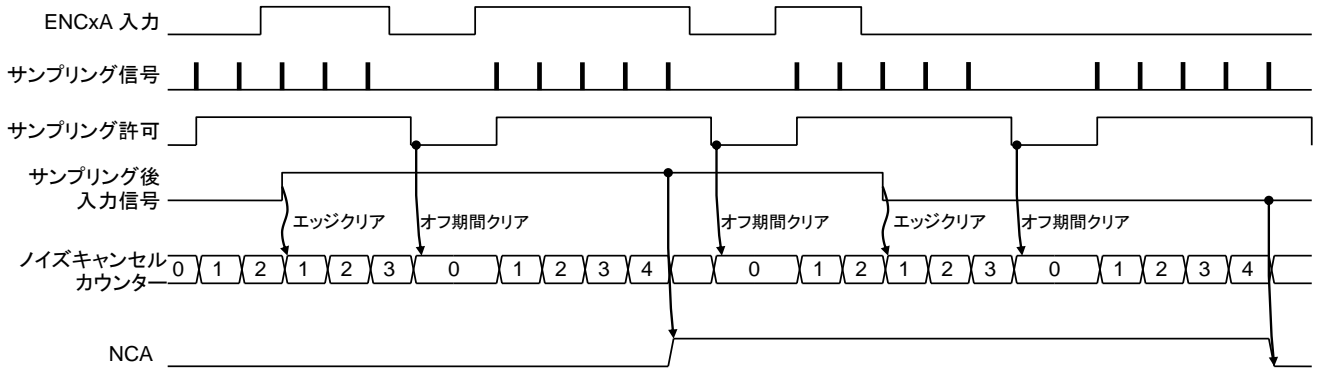 ENCxA 入力
サンプリング信号
サンプリング許可
サンプリング後
入力信号
エッジクリア オフ期間クリア オフ期間クリア エッジクリア オフ期間クリア
ノイズキャンセル
カウンター
0 1 2 1 2 3 0 1 2 3 4 0 1 2 1 2 3 0 1 2 3 4
NCA